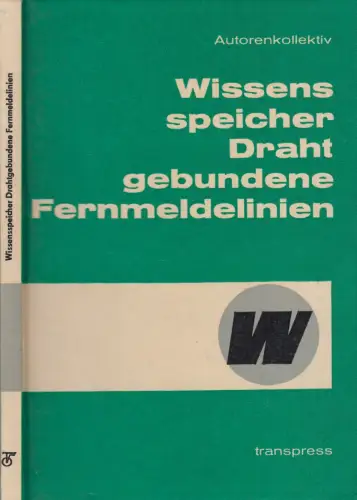 Autorenkollektiv
Wissens
speicher
Draht
gebundene
Fernmeldelinien
W
transpress
Wissensspeicher Drahtgebundene Fernmeldelinien